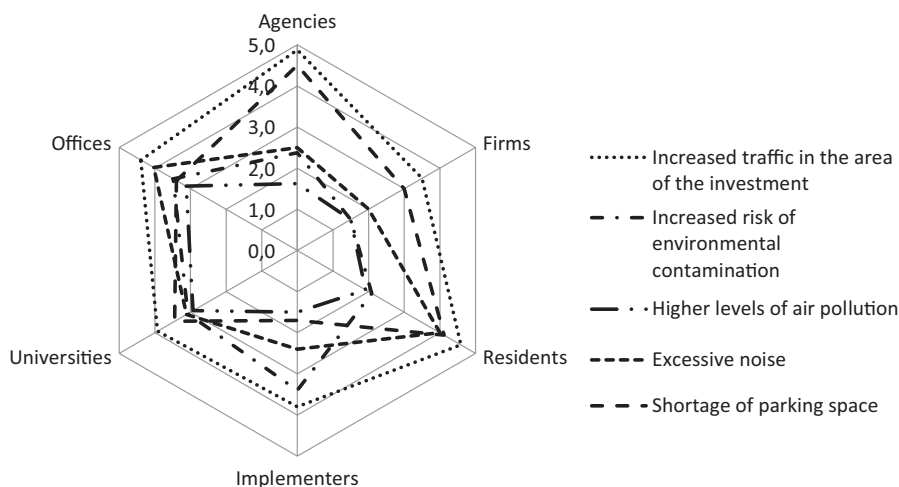 Agencies
5,0
4,0
3,0
2,0
1,0
0,0
Offices
Firms
Universities
Residents
Implementers
Increased traffic in the area
of the investment
Increased risk of
environmental
contamination
Higher levels of air pollution
Excessive noise
Shortage of parking space